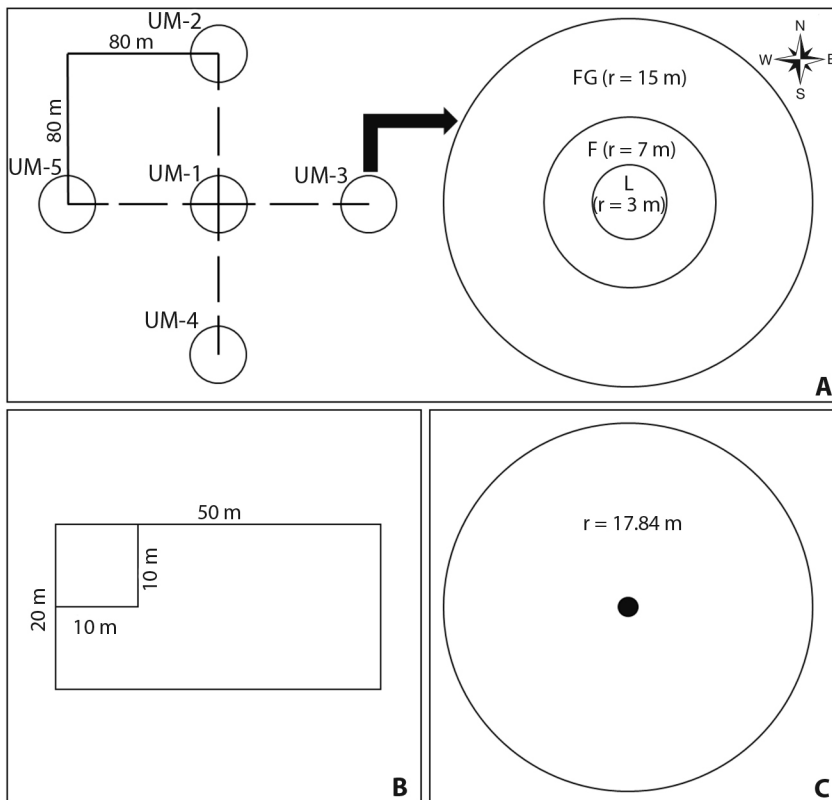 UM-2
80 m
80 m
UM-5
UM-1
UM-3
UM-4
FG (r = 15 m)
F (r = 7 m)
L
(r = 3 m)
N
W
E
S
A
50 m
20 m
10 m
10 m
B
r = 17.84 m
C